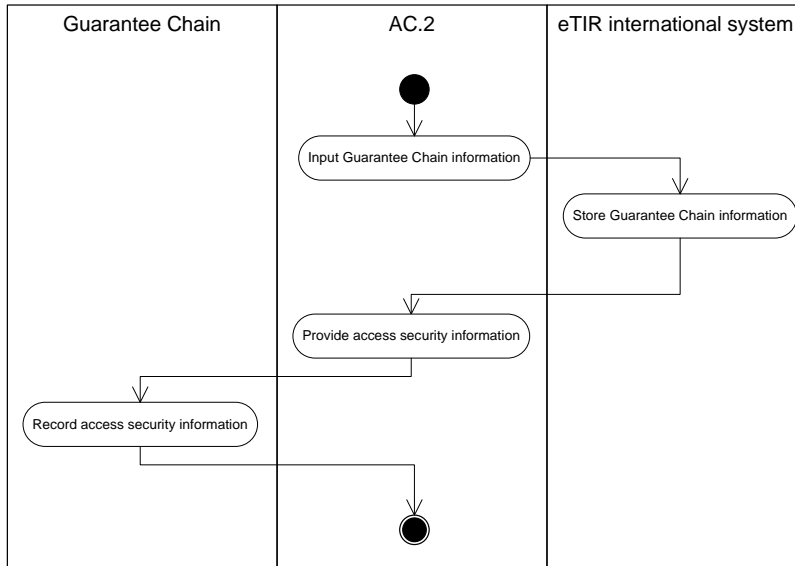 Guarantee Chain
AC.2
eTIR international system
Input Guarantee Chain information
Store Guarantee Chain information
Provide access security information
Record access security information